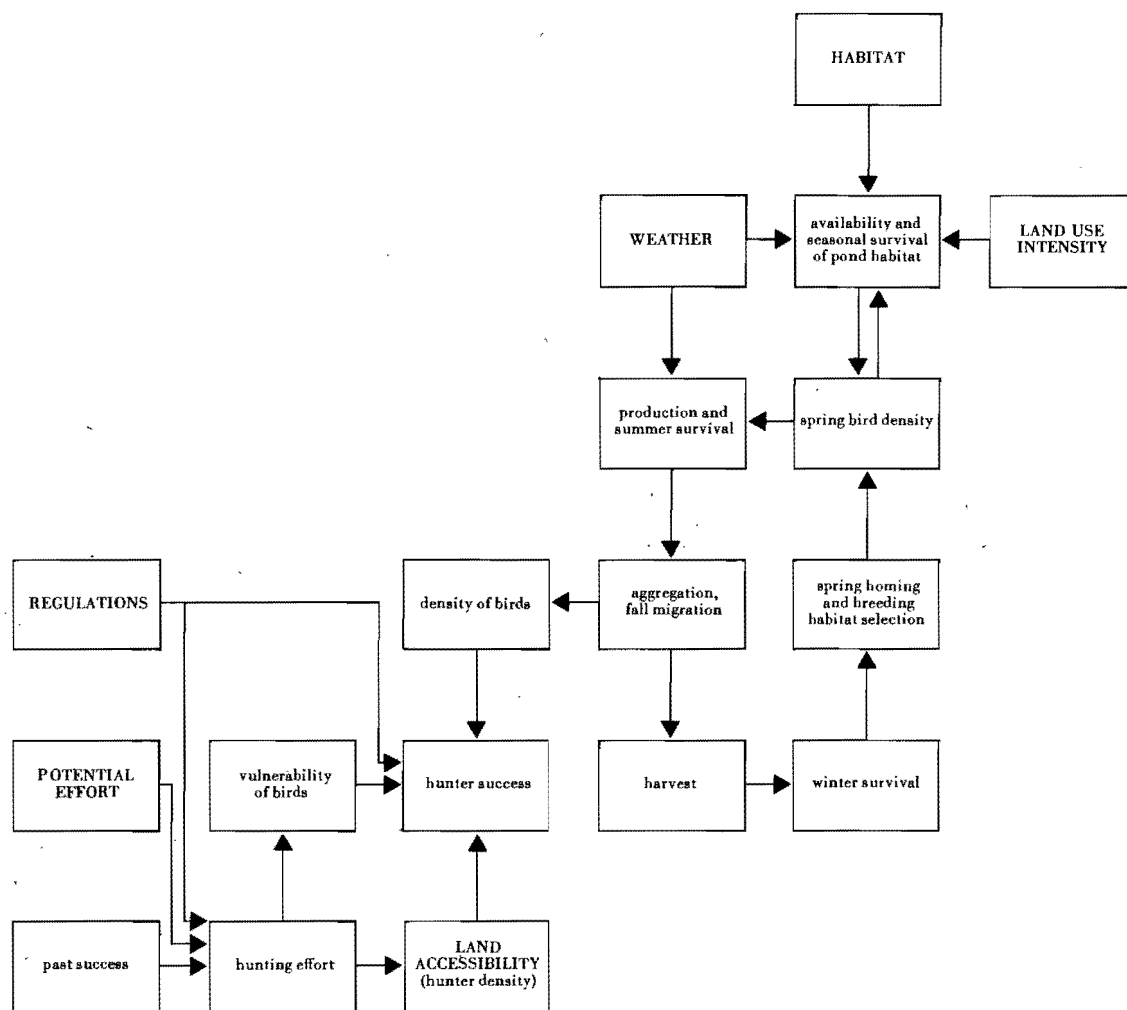 HABITAT
WEATHER
availability and
seasonal survival
of pond habitat
LAND USE
INTENSITY
production and
summer survival
spring bird density
REGULATIONS
density of birds
aggregation,
fall migration
spring homing
and breeding
habitat selection
POTENTIAL
EFFORT
vulnerability
of birds
hunter success
harvest
winter survival
past success
hunting effort
LAND
ACCESSIBILITY
(hunter density)